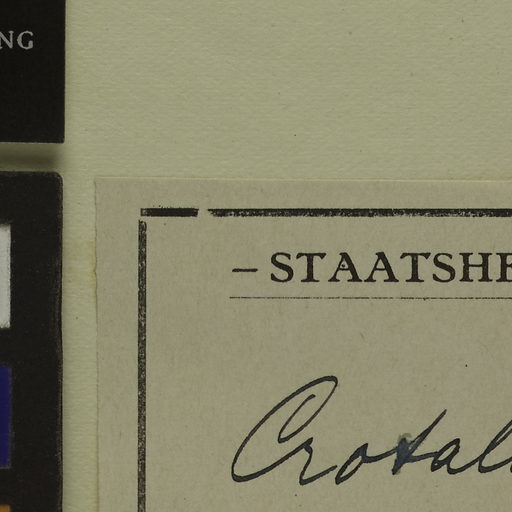 NG
– STAATSHE
Crotal